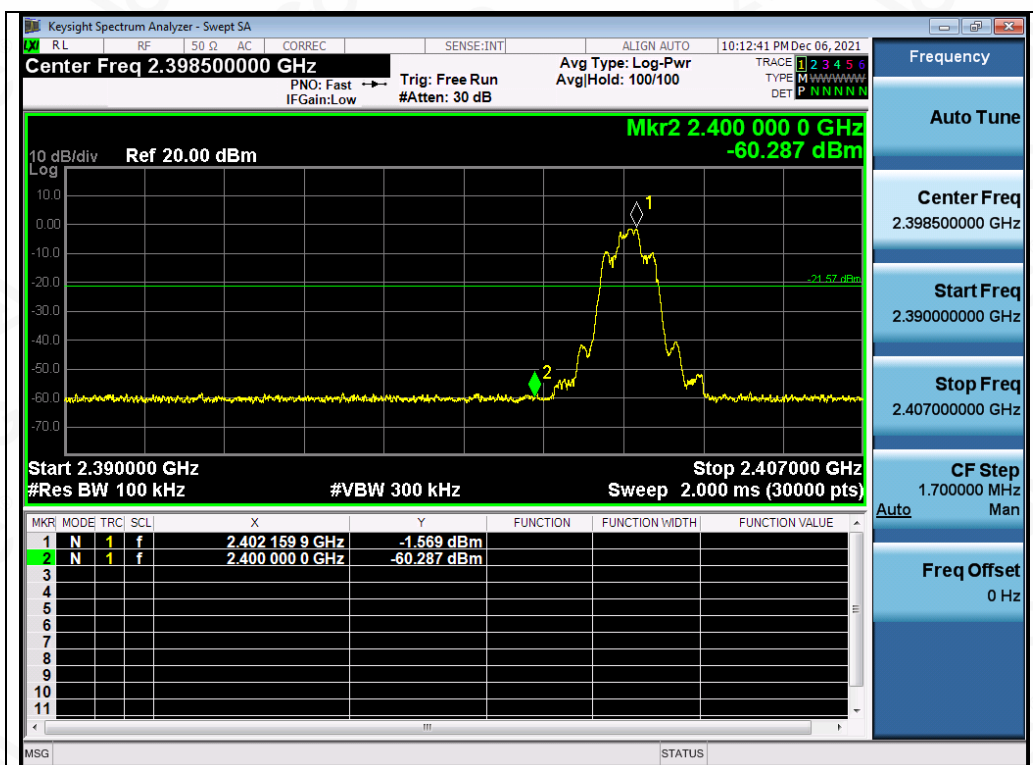 Keysight Spectrum Analyzer - Swept SA
LXI RL RF 50 Ω AC CORREC SENSE:INT ALIGN AUTO 10:12:41 PM Dec 06, 2021
Center Freq 2.398500000 GHz
PNO: Fast
IFGain:Low
Trig: Free Run
#Atten: 30 dB
Avg Type: Log-Pwr
Avg|Hold: 100/100
TRACE 1 2 3 4 5 6
TYPE M WWWWW
DET P N N N N N
Mkr2 2.400 000 0 GHz
-60.287 dBm
10 dB/div Ref 20.00 dBm
Log
10.0
0.00
-10.0
-20.0
-30.0
-40.0
-50.0
-60.0
-70.0
1
-21.57 dBm
2
Start 2.390000 GHz Stop 2.407000 GHz
#Res BW 100 kHz #VBW 300 kHz Sweep 2.000 ms (30000 pts)
MKR MODE TRC SCL X Y FUNCTION FUNCTION WIDTH FUNCTION VALUE
1 N 1 f 2.402 159 9 GHz -1.569 dBm
2 N 1 f 2.400 000 0 GHz -60.287 dBm
3
4
5
6
7
8
9
10
11
MSG STATUS
Frequency
Auto Tune
Center Freq
2.398500000 GHz
Start Freq
2.390000000 GHz
Stop Freq
2.407000000 GHz
CF Step
1.700000 MHz
Auto Man
Freq Offset
0 Hz